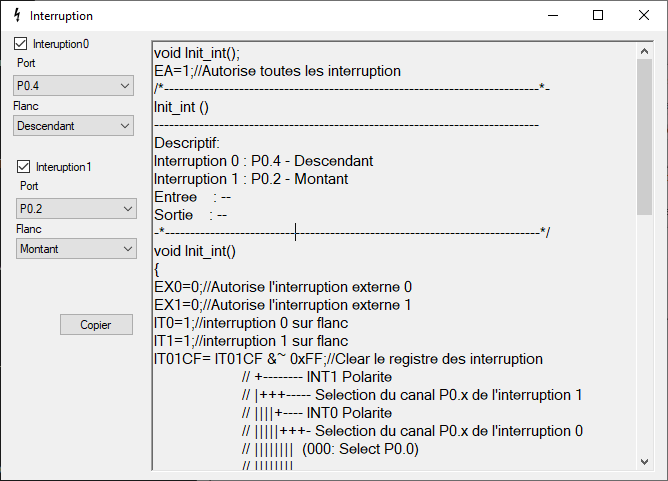 Interruption
Interuption0
Port
P0.4
Flanc
Descendant
Interuption1
Port
P0.2
Flanc
Montant
Copier
void Init_int();
EA=1;//Autorise toutes les interruption
/*---------------------------------------------------------------------------*-
Init_int ()
-----------------------------------------------------------------------------
Descriptif:
Interruption 0 : P0.4 - Descendant
Interruption 1 : P0.2 - Montant
Entree    : --
Sortie    : --
-*---------------------------------------------------------------------------*/
void Init_int()
{
EX0=0;//Autorise l'interruption externe 0
EX1=0;//Autorise l'interruption externe 1
IT0=1;//interruption 0 sur flanc
IT1=1;//interruption 1 sur flanc
IT01CF= IT01CF &~ 0xFF;//Clear le registre des interruption
// +-------- INT1 Polarite
// |+++----- Selection du canal P0.x de l'interruption 1
// ||||+---- INT0 Polarite
// |||||+++- Selection du canal P0.x de l'interruption 0
// ||||||||  (000: Select P0.0)
// ||||||||